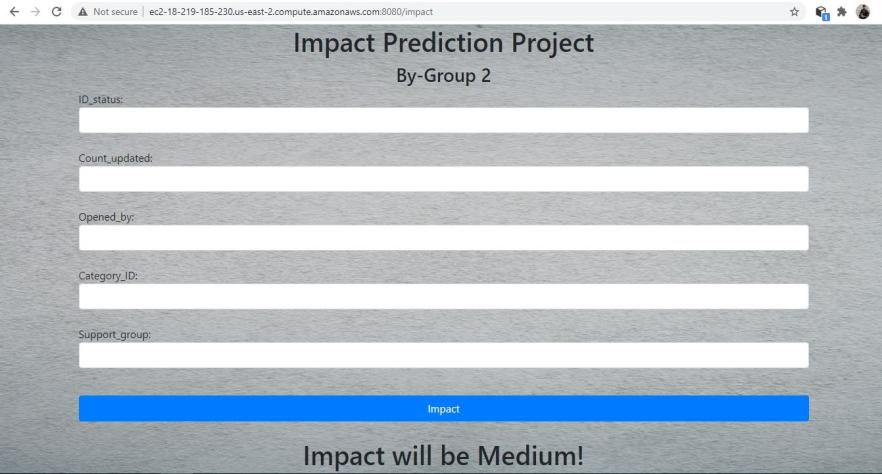 Not secure | ec2-18-219-185-230.us-east-2.compute.amazonaws.com:8080/impact
1
Impact Prediction Project
By-Group 2
ID_status:
Count_updated:
Opened_by:
Category_ID:
Support_group:
Impact
Impact will be Medium!